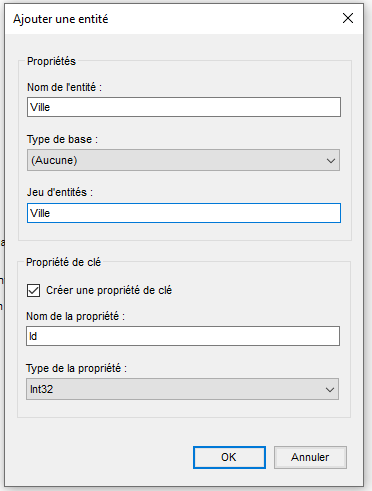 Ajouter une entité
Propriétés
Nom de l'entité :
Ville
Type de base :
(Aucune)
Jeu d'entités :
Ville
Propriété de clé
Créer une propriété de clé
Nom de la propriété :
Id
Type de la propriété :
Int32
OK Annuler